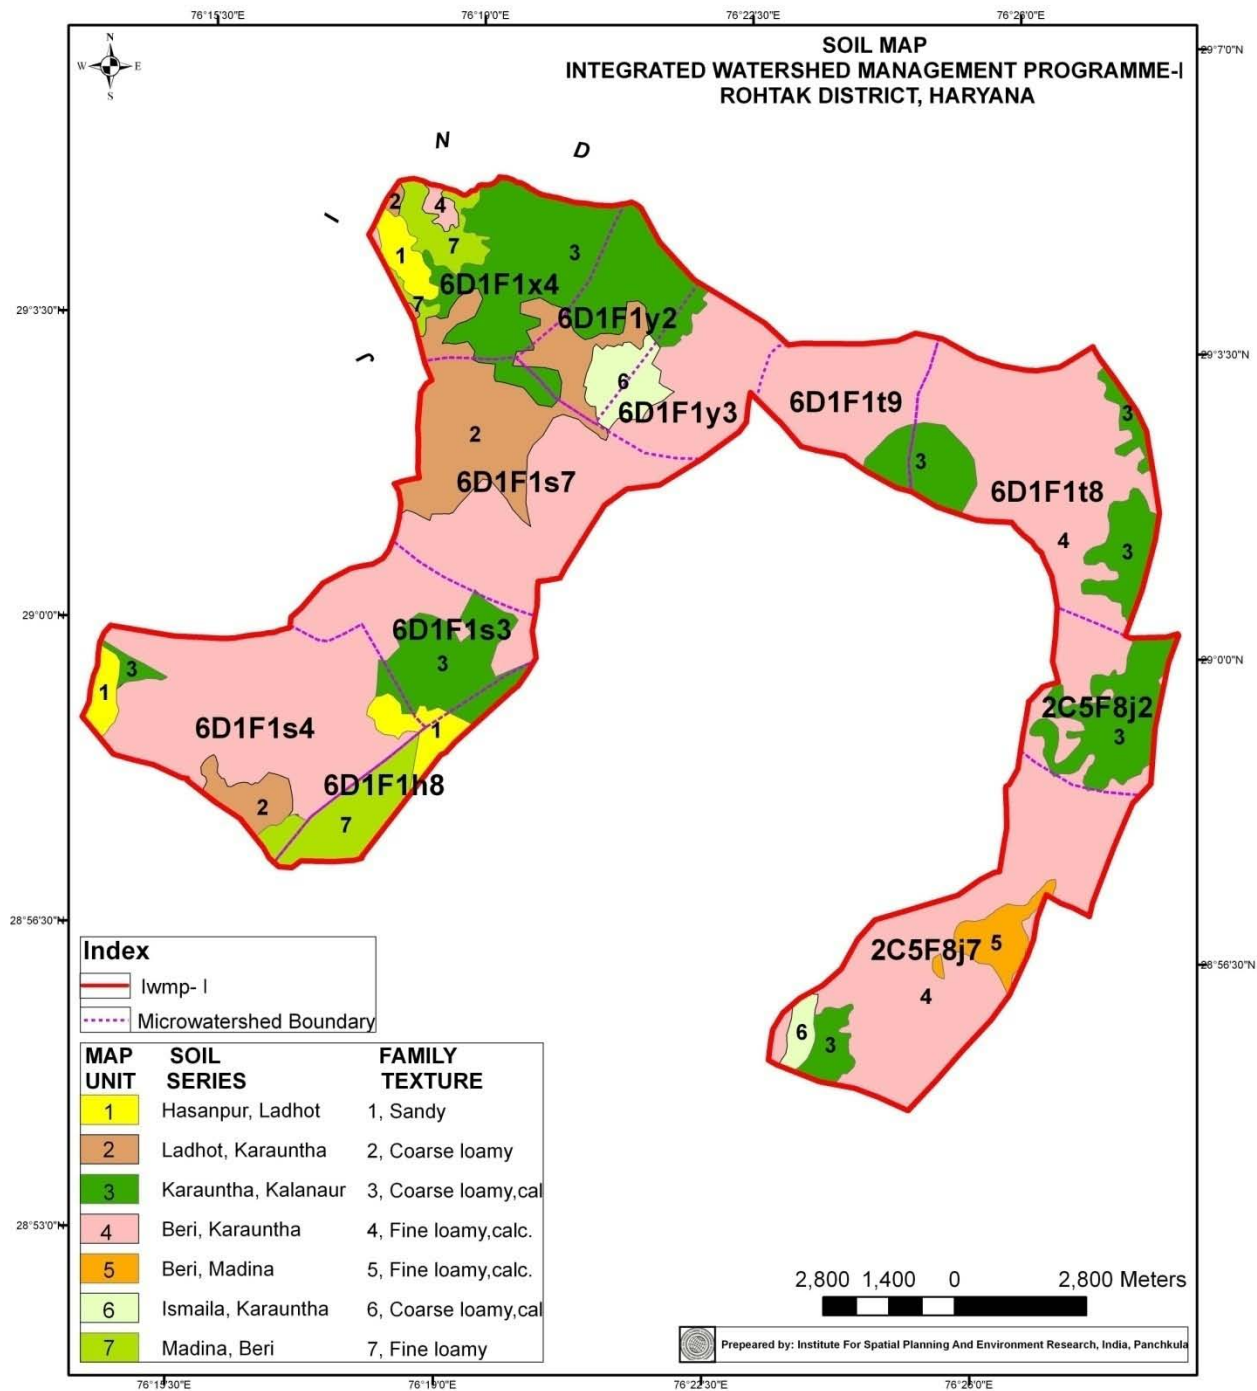 76°15'30"E 76°19'0"E 76°22'30"E 76°26'0"E
SOIL MAP
INTEGRATED WATERSHED MANAGEMENT PROGRAMME-I
ROHTAK DISTRICT, HARYANA
29°7'0"N
N
W E
S
J I N D
2 4
7
1
3
7
6D1F1x4
6D1F1y2
29°3'30"N
29°3'30"N
6
6D1F1y3
6D1F1t9
3
2
3
6D1F1s7
6D1F1t8
4
3
29°0'0"N
29°0'0"N
6D1F1s3
3
3
1
6D1F1s4
1
2C5F8j2
3
6D1F1h8
2
7
28°56'30"N
28°56'30"N
2C5F8j7
5
4
6
3
Index
Iwmp- I
Microwatershed Boundary
MAP SOIL FAMILY
UNIT SERIES TEXTURE
1 Hasanpur, Ladhot 1, Sandy
2 Ladhot, Karauntha 2, Coarse loamy
3 Karauntha, Kalanaur 3, Coarse loamy,cal
4 Beri, Karauntha 4, Fine loamy,calc.
5 Beri, Madina 5, Fine loamy,calc.
6 Ismaila, Karauntha 6, Coarse loamy,cal
7 Madina, Beri 7, Fine loamy
28°53'0"N
2,800 1,400 0 2,800 Meters
Prepeared by: Institute For Spatial Planning And Environment Research, India, Panchkula
76°15'30"E 76°19'0"E 76°22'30"E 76°26'0"E